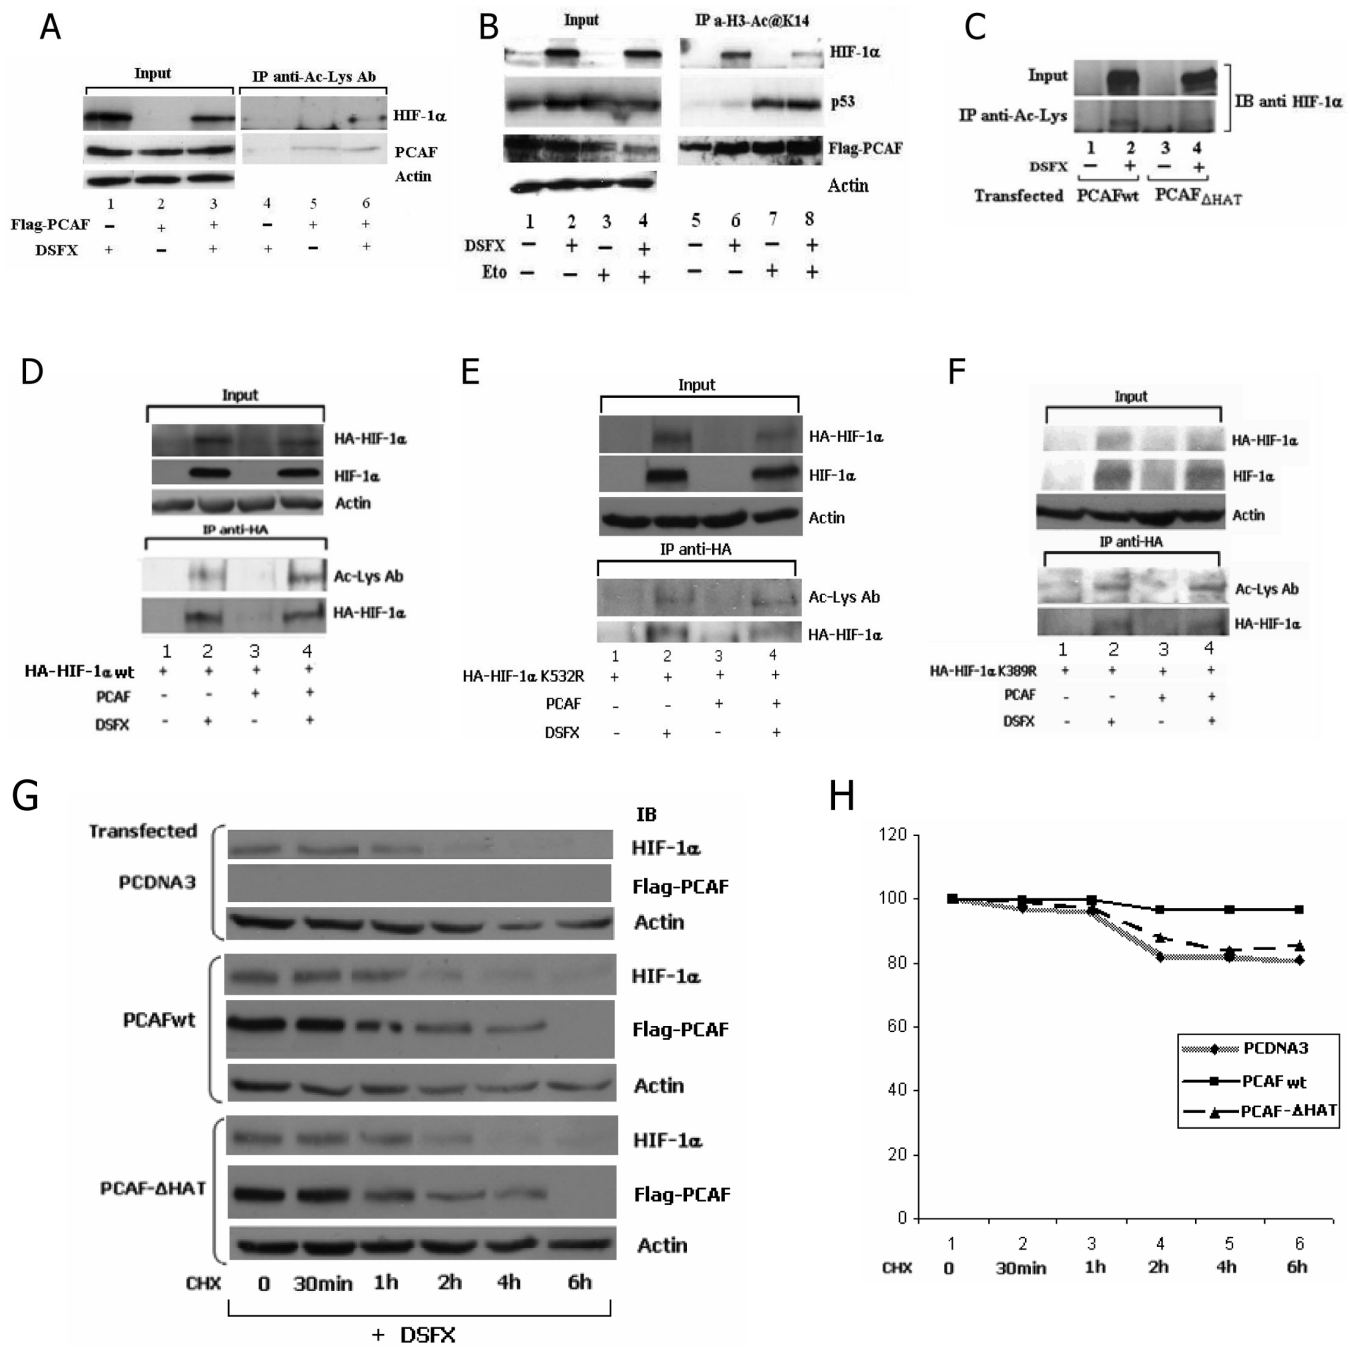 A
Input
IP anti-Ac-Lys Ab
HIF-1α
PCAF
Actin
1 2 3 4 5 6
Flag-PCAF – + + – + +
DSFX + – + + – +
B
Input
IP a-H3-Ac@K14
HIF-1α
p53
Flag-PCAF
Actin
1 2 3 4 5 6 7 8
DSFX – + – + – + – +
Eto – – + + – – + +
C
Input
IP anti-Ac-Lys
IB anti HIF-1α
1 2 3 4
DSFX – + – +
Transfected PCAFwt PCAFΔHAT
D
Input
HA-HIF-1α
HIF-1α
Actin
IP anti-HA
Ac-Lys Ab
HA-HIF-1α
1 2 3 4
HA-HIF-1α wt + + + +
PCAF - - + +
DSFX - + - +
E
Input
HA-HIF-1α
HIF-1α
Actin
IP anti-HA
Ac-Lys Ab
HA-HIF-1α
1 2 3 4
HA-HIF-1α K532R + + + +
PCAF - - + +
DSFX - + - +
F
Input
HA-HIF-1α
HIF-1α
Actin
IP anti-HA
Ac-Lys Ab
HA-HIF-1α
1 2 3 4
HA-HIF-1α K389R + + + +
PCAF - - + +
DSFX - + - +
G
IB
Transfected
PCDNA3
HIF-1α
Flag-PCAF
Actin
PCAFwt
HIF-1α
Flag-PCAF
Actin
PCAF-ΔHAT
HIF-1α
Flag-PCAF
Actin
CHX 0 30min 1h 2h 4h 6h
+ DSFX
H
120
100
80
60
40
20
0
PCDNA3
PCAF wt
PCAF-ΔHAT
1 2 3 4 5 6
CHX 0 30min 1h 2h 4h 6h